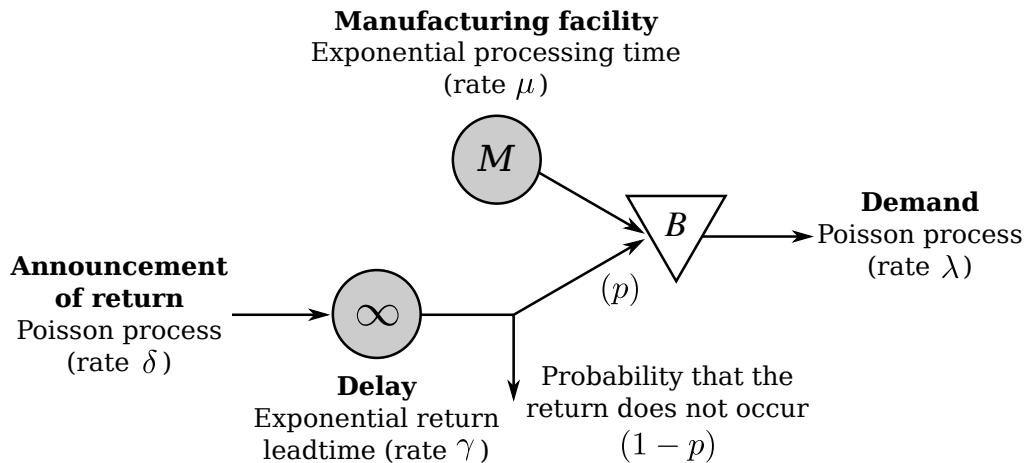 Manufacturing facility
Exponential processing time
(rate μ)
M
B
Demand
Poisson process
(rate λ)
(p)
Announcement
of return
Poisson process
(rate δ)
∞
Delay
Exponential return
leadtime (rate γ)
Probability that the
return does not occur
(1 − p)